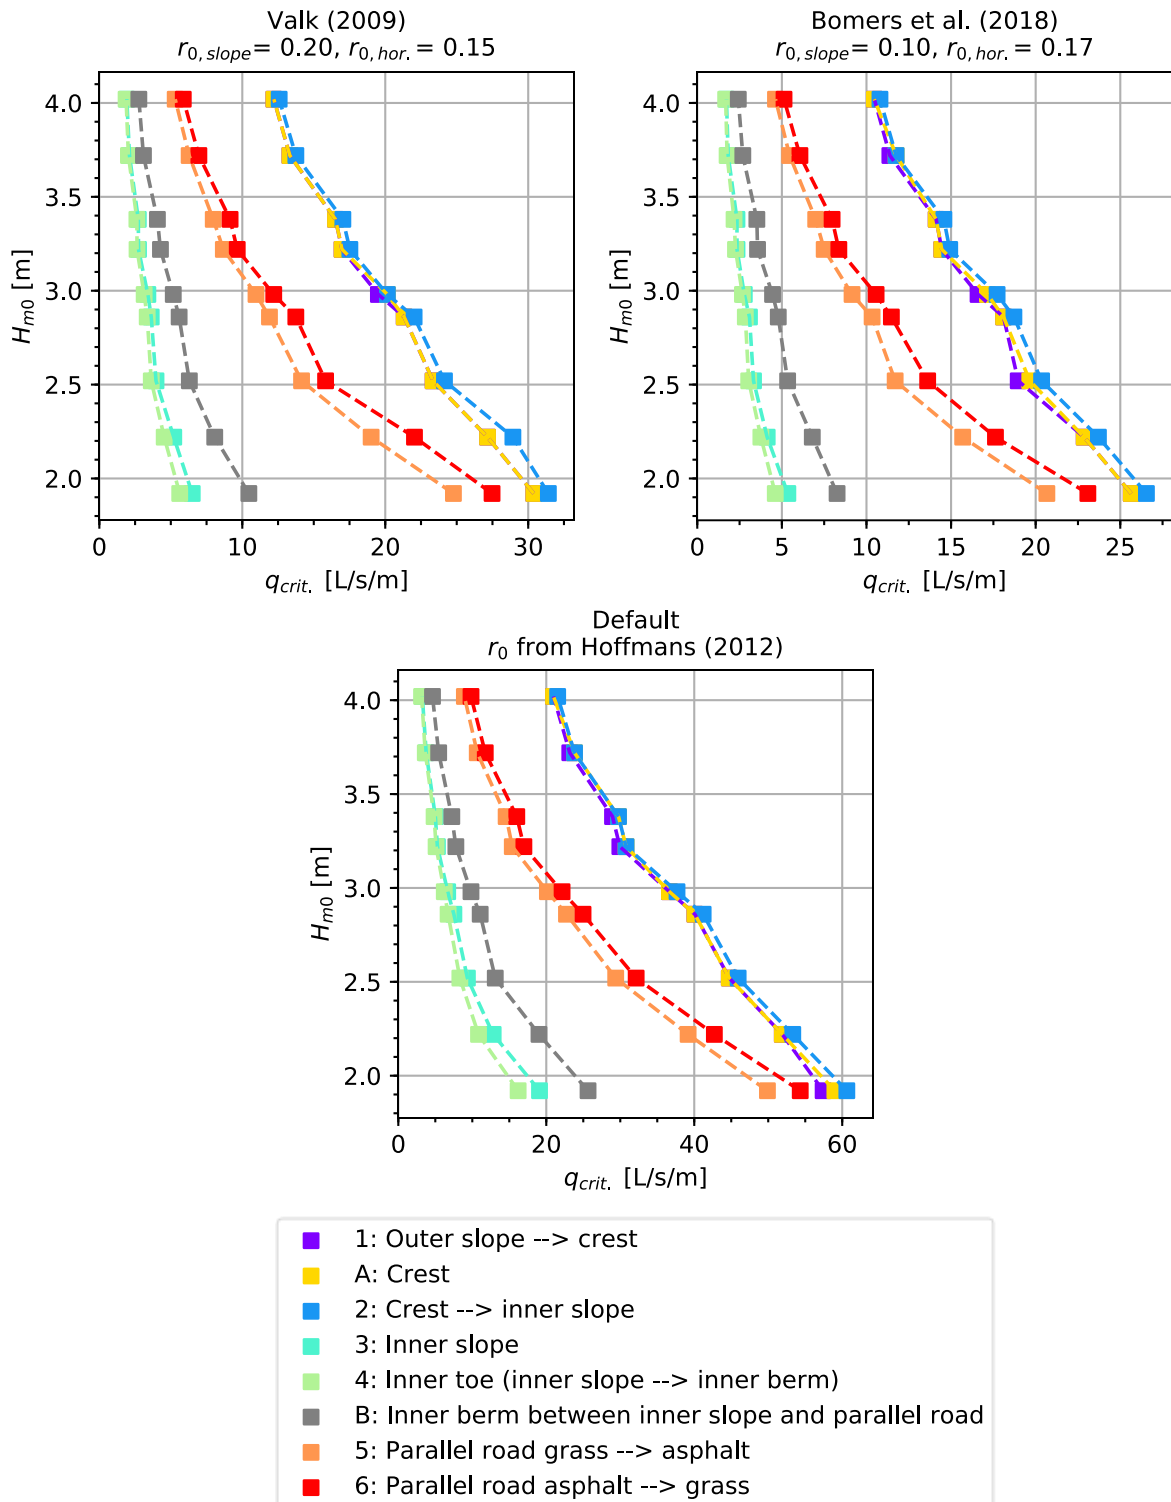 Valk (2009)
r0, slope= 0.20, r0, hor. = 0.15
4.0
3.5
3.0
2.5
2.0
Hm0 [m]
0 10 20 30
qcrit. [L/s/m]
Bomers et al. (2018)
r0, slope= 0.10, r0, hor. = 0.17
4.0
3.5
3.0
2.5
2.0
Hm0 [m]
0 5 10 15 20 25
qcrit. [L/s/m]
Default
r0 from Hoffmans (2012)
4.0
3.5
3.0
2.5
2.0
Hm0 [m]
0 20 40 60
qcrit. [L/s/m]
1: Outer slope --> crest
A: Crest
2: Crest --> inner slope
3: Inner slope
4: Inner toe (inner slope --> inner berm)
B: Inner berm between inner slope and parallel road
5: Parallel road grass --> asphalt
6: Parallel road asphalt --> grass